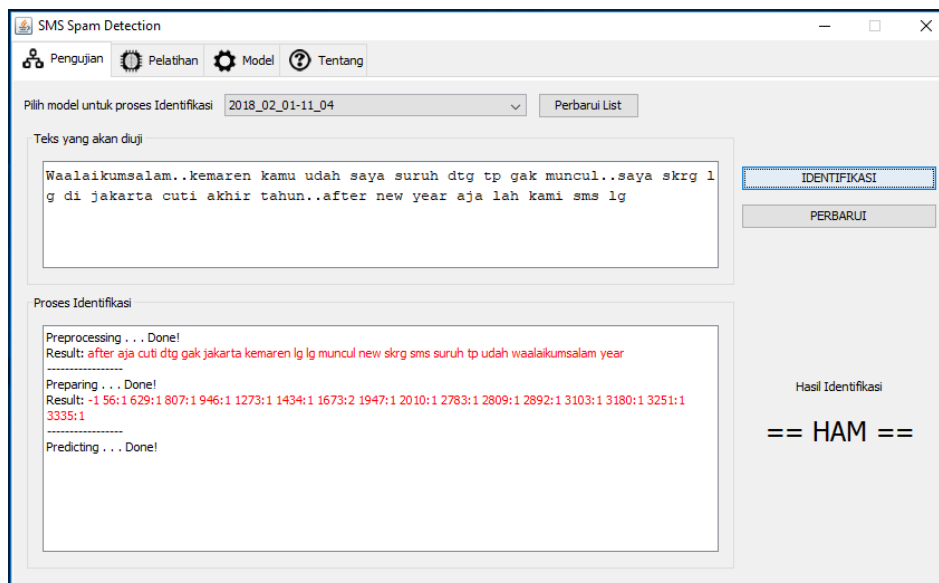 SMS Spam Detection
Pengujian Pelatihan Model Tentang
Pilih model untuk proses Identifikasi 2018_02_01-11_04 Perbarui List
Teks yang akan diuji
Waalaikumsalam..kemaren kamu udah saya suruh dtg tp gak muncul..saya skrg l
g di jakarta cuti akhir tahun..after new year aja lah kami sms lg
IDENTIFIKASI
PERBARUI
Proses Identifikasi
Preprocessing . . . Done!
Result: after aja cuti dtg gak jakarta kemaren lg lg muncul new skrg sms suruh tp udah waalaikumsalam year
-----------------
Preparing . . . Done!
Result: -1 56:1 629:1 807:1 946:1 1273:1 1434:1 1673:2 1947:1 2010:1 2783:1 2809:1 2892:1 3103:1 3180:1 3251:1
3335:1
-----------------
Predicting . . . Done!
Hasil Identifikasi
== HAM ==